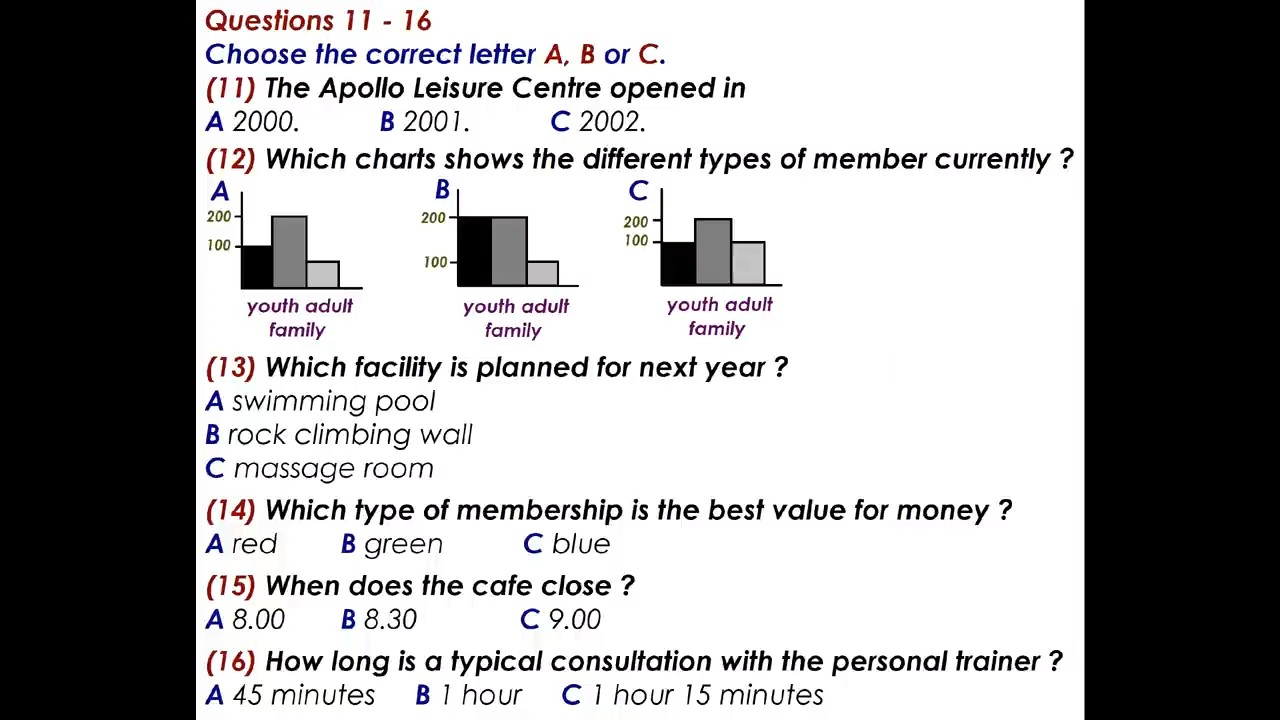 Questions 11 - 16
Choose the correct letter A, B or C.
(11) The Apollo Leisure Centre opened in
A 2000. B 2001. C 2002.
(12) Which charts shows the different types of member currently ?
A B C
200 200 200
100 100 100
youth adult youth adult youth adult
family family family
(13) Which facility is planned for next year ?
A swimming pool
B rock climbing wall
C massage room
(14) Which type of membership is the best value for money ?
A red B green C blue
(15) When does the cafe close ?
A 8.00 B 8.30 C 9.00
(16) How long is a typical consultation with the personal trainer ?
A 45 minutes B 1 hour C 1 hour 15 minutes